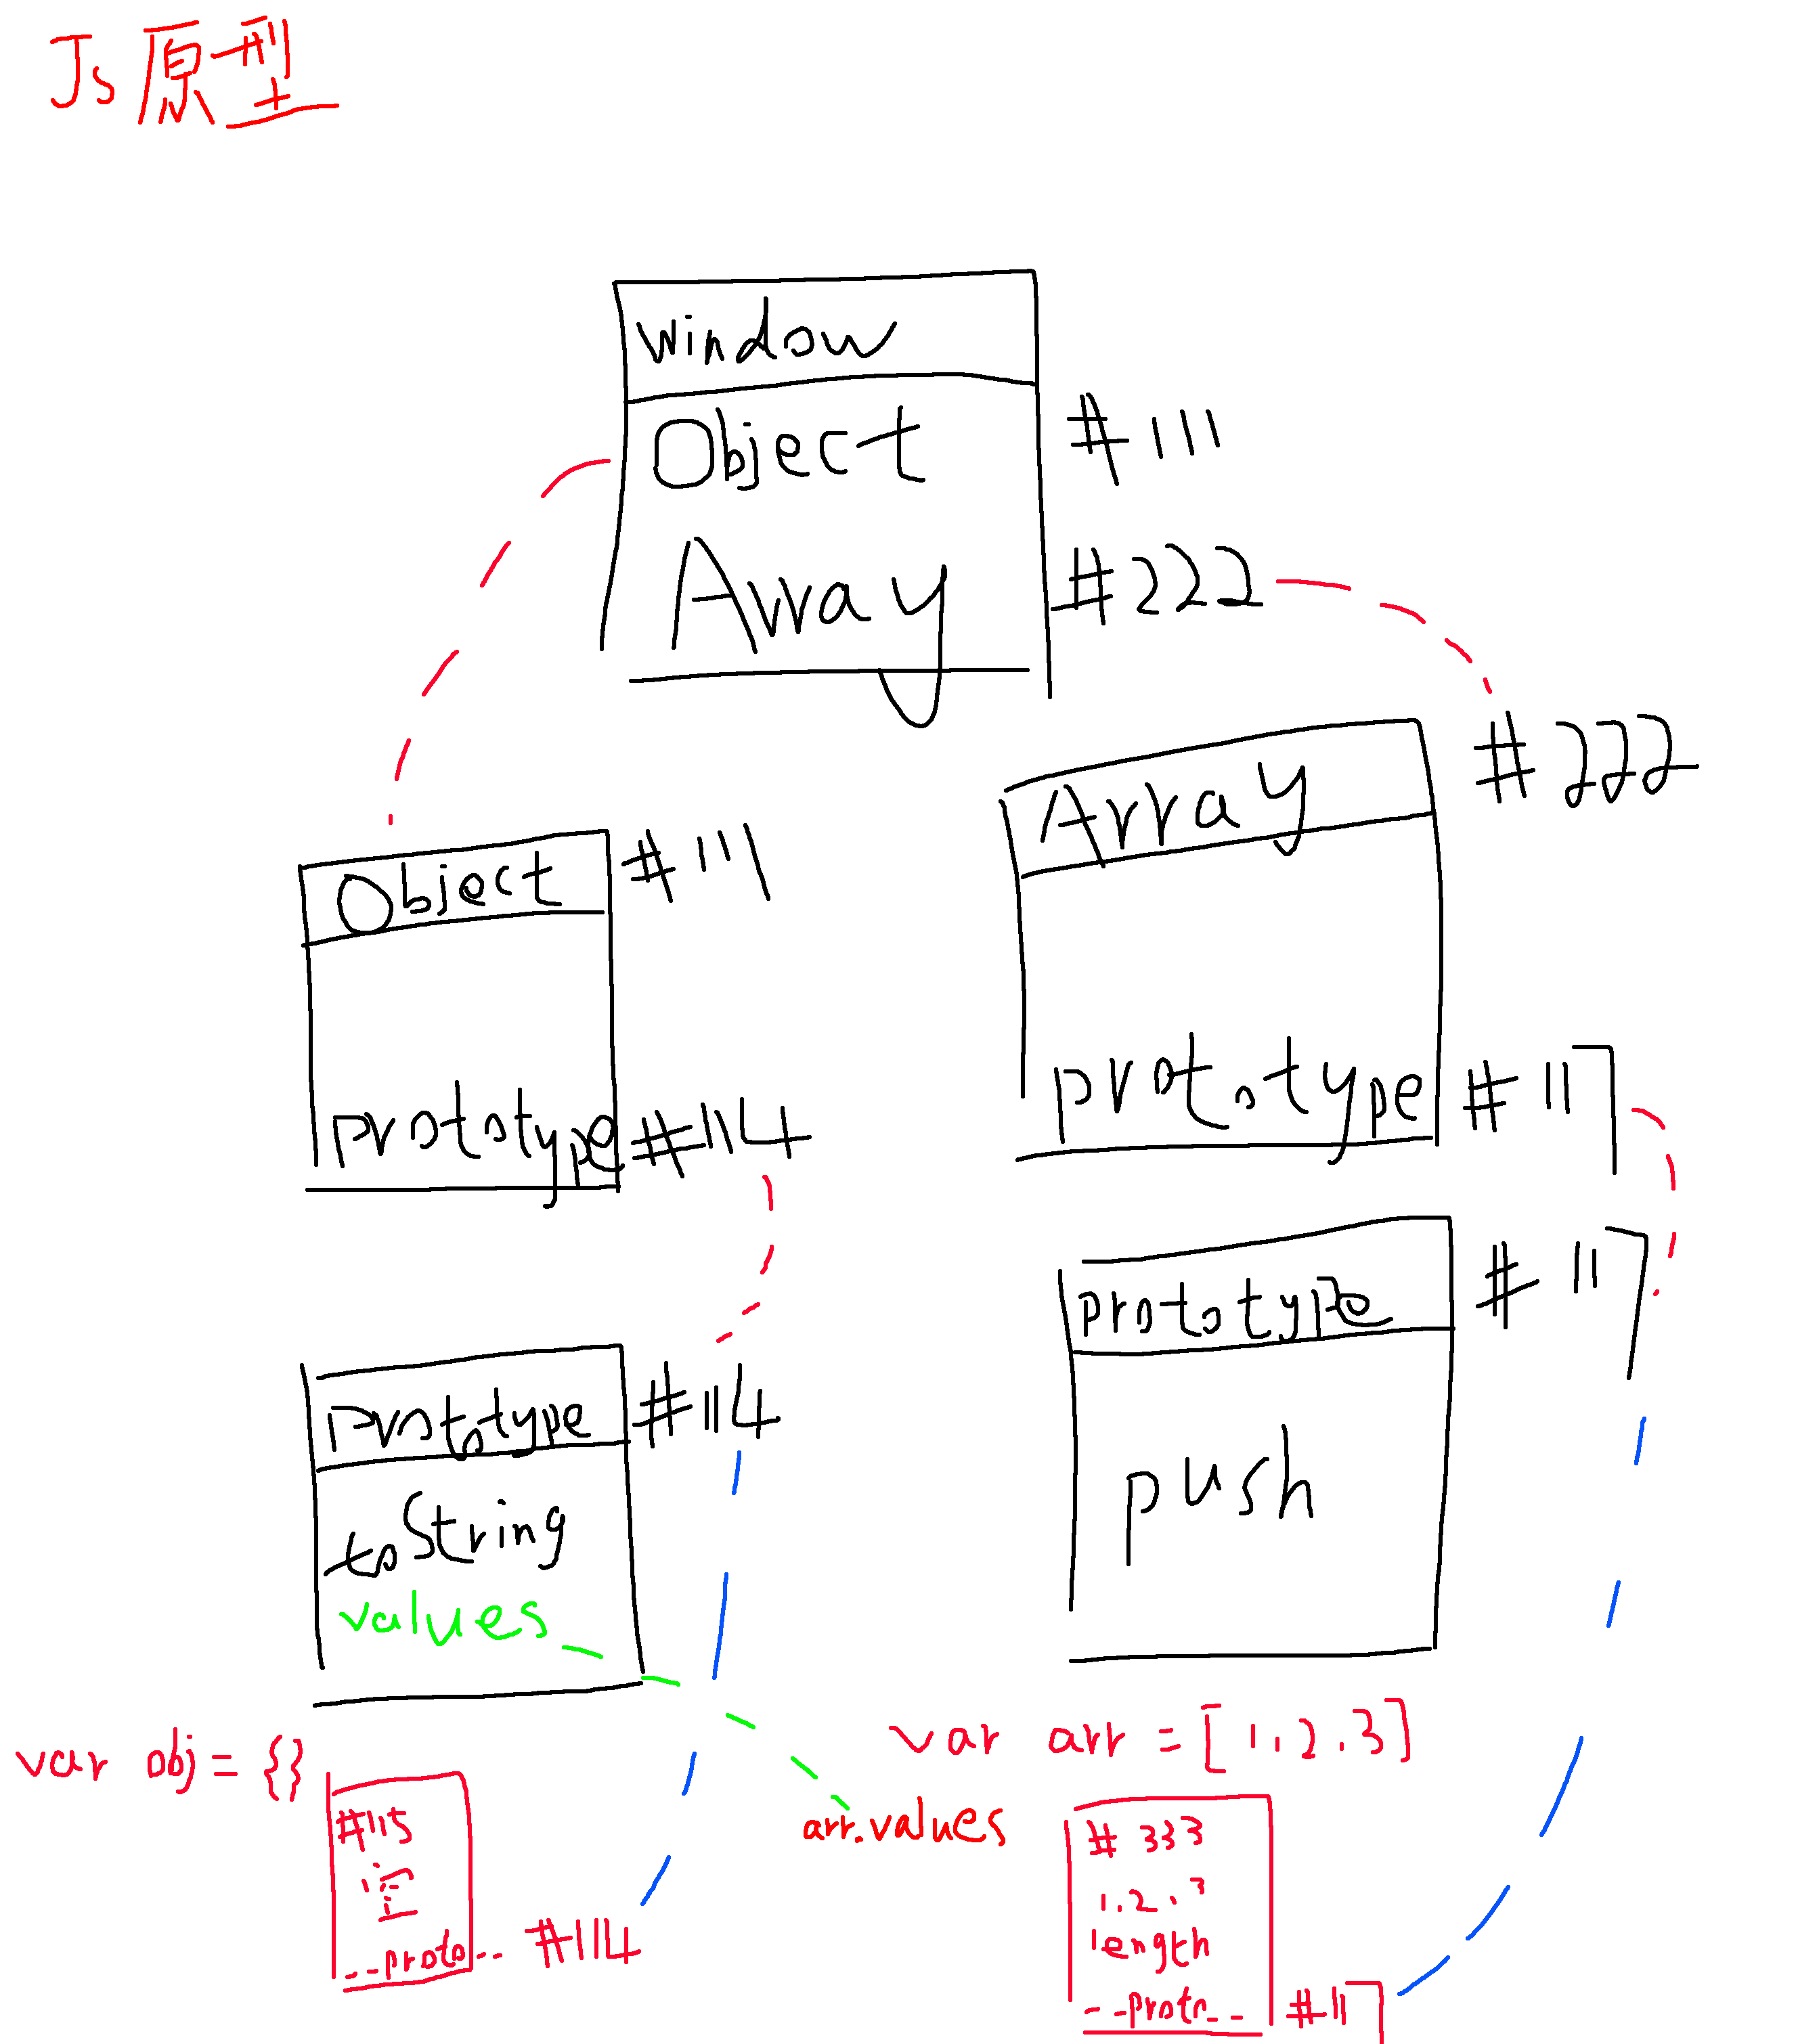 Js原型
window
Object #111
Array #222
Array #222
Object #111
prototype #117
prototype #114
prototype #117
push
prototype #114
toString
values
var obj = {}
#115
空
__proto__ #114
arr.values
var arr = [1.2.3]
#333
1.2.3
length
__proto__ #117